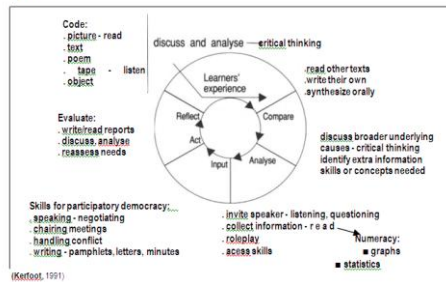 Code:
. picture - read
. text
. poem
. tape - listen
. object
discuss and analyse
critical thinking
Learners'
experience
Reflect
Compare
Act
Input
Analyse
. read other texts
. write their own
. synthesize orally
Evaluate:
. write/read reports
. discuss, analyse
. reassess needs
discuss broader underlying
causes - critical thinking
identify extra information
skills or concepts needed
Skills for participatory democracy:
. speaking - negotiating
. chairing meetings
. handling conflict
. writing - pamphlets, letters, minutes
. invite speaker - listening, questioning
. collect information - r e a d
. roleplay
. acess skills
Numeracy:
■ graphs
■ statistics
(Kerfoot, 1991)